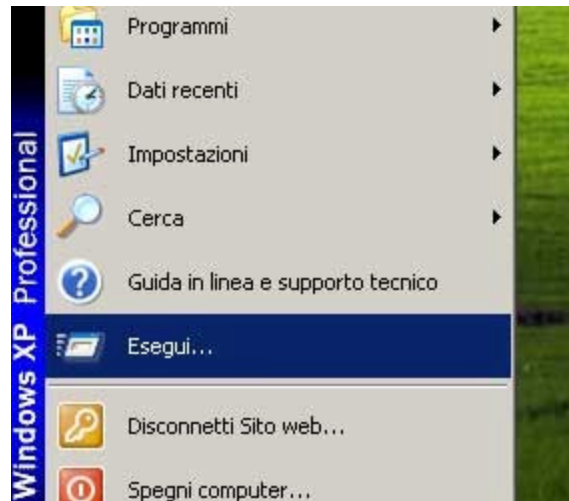 Programmi
Dati recenti
Impostazioni
Cerca
Guida in linea e supporto tecnico
Esegui...
Disconnetti Sito web...
Spegni computer...
Windows XP Professional